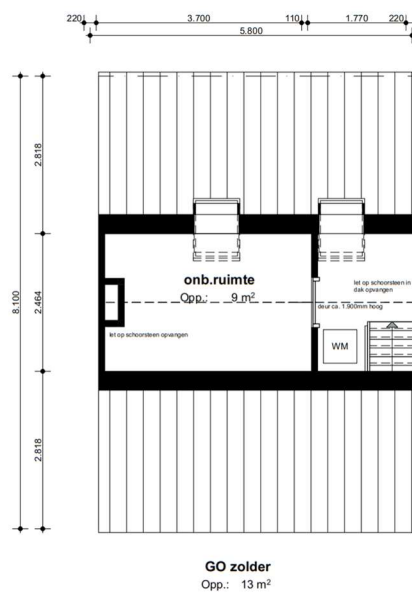 220 3.700 110 1.770 220
5.800
2.818
8.100
2.464
2.818
onb.ruimte
Opp.: 9 m²
let op schoorsteen opvangen
let op schoorsteen in
dak opvangen
deur ca. 1.900mm hoog
WM
GO zolder
Opp.: 13 m²